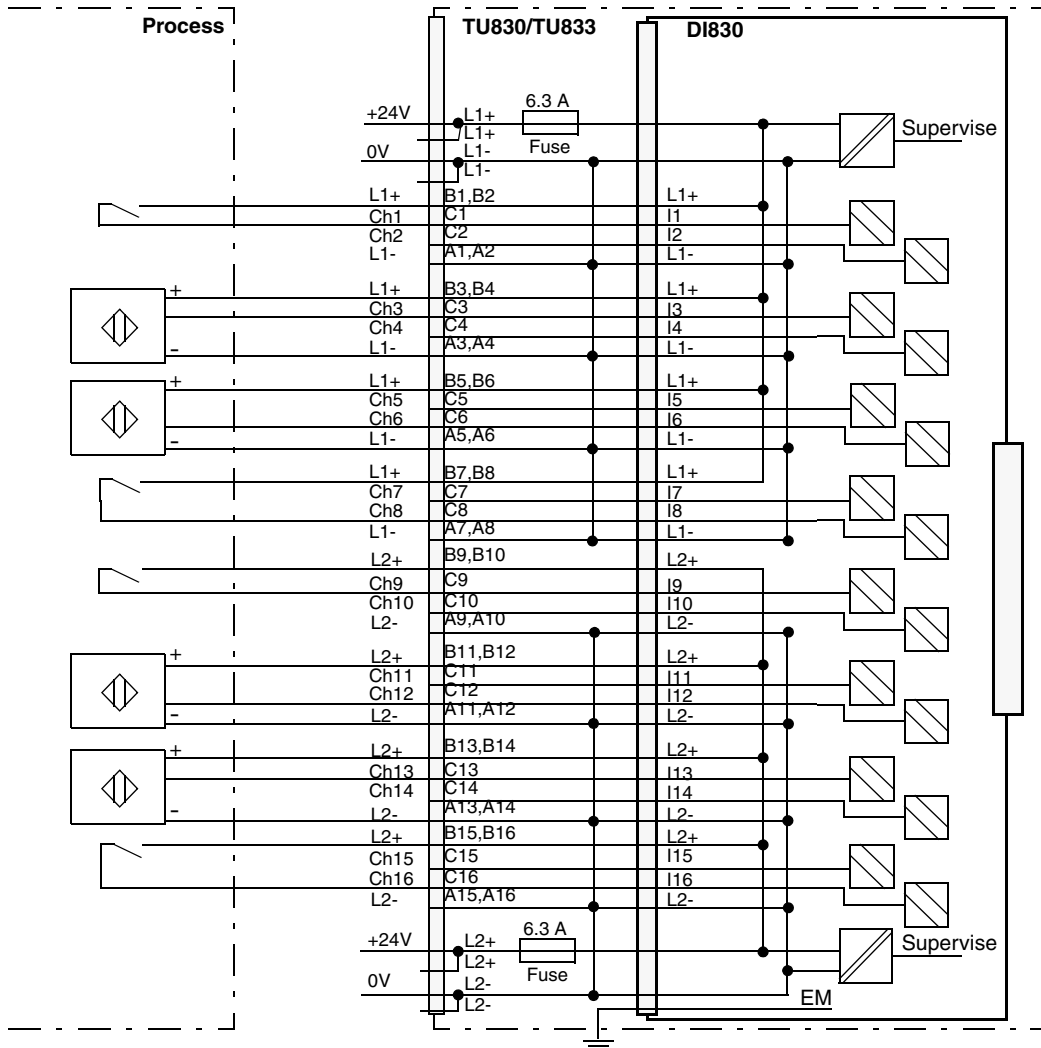 Process TU830/TU833 DI830
6.3 A
+24V L1+
L1+ Fuse Supervise
0V L1-
L1-
L1+ B1,B2 L1+
Ch1 C1 I1
Ch2 C2 I2
L1- A1,A2 L1-
+ L1+ B3,B4 L1+
Ch3 C3 I3
Ch4 C4 I4
- L1- A3,A4 L1-
+ L1+ B5,B6 L1+
Ch5 C5 I5
Ch6 C6 I6
- L1- A5,A6 L1-
L1+ B7,B8 L1+
Ch7 C7 I7
Ch8 C8 I8
L1- A7,A8 L1-
L2+ B9,B10 L2+
Ch9 C9 I9
Ch10 C10 I10
L2- A9,A10 L2-
+ L2+ B11,B12 L2+
Ch11 C11 I11
Ch12 C12 I12
- L2- A11,A12 L2-
+ L2+ B13,B14 L2+
Ch13 C13 I13
Ch14 C14 I14
- L2- A13,A14 L2-
L2+ B15,B16 L2+
Ch15 C15 I15
Ch16 C16 I16
L2- A15,A16 L2-
6.3 A
+24V L2+ Supervise
L2+ Fuse
0V L2-
L2- EM